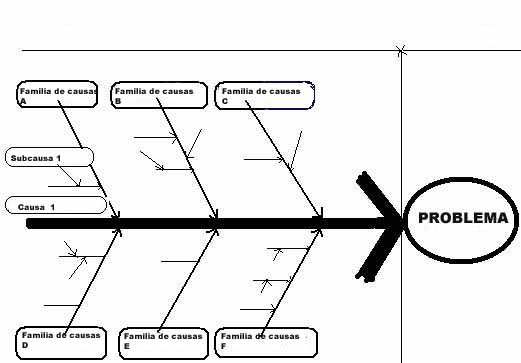 Familia de causas
A
Familia de causas
B
Familia de causas
C
Subcausa 1
Causa 1
PROBLEMA
Familia de causas
D
Familia de causas
E
Familia de causas
F